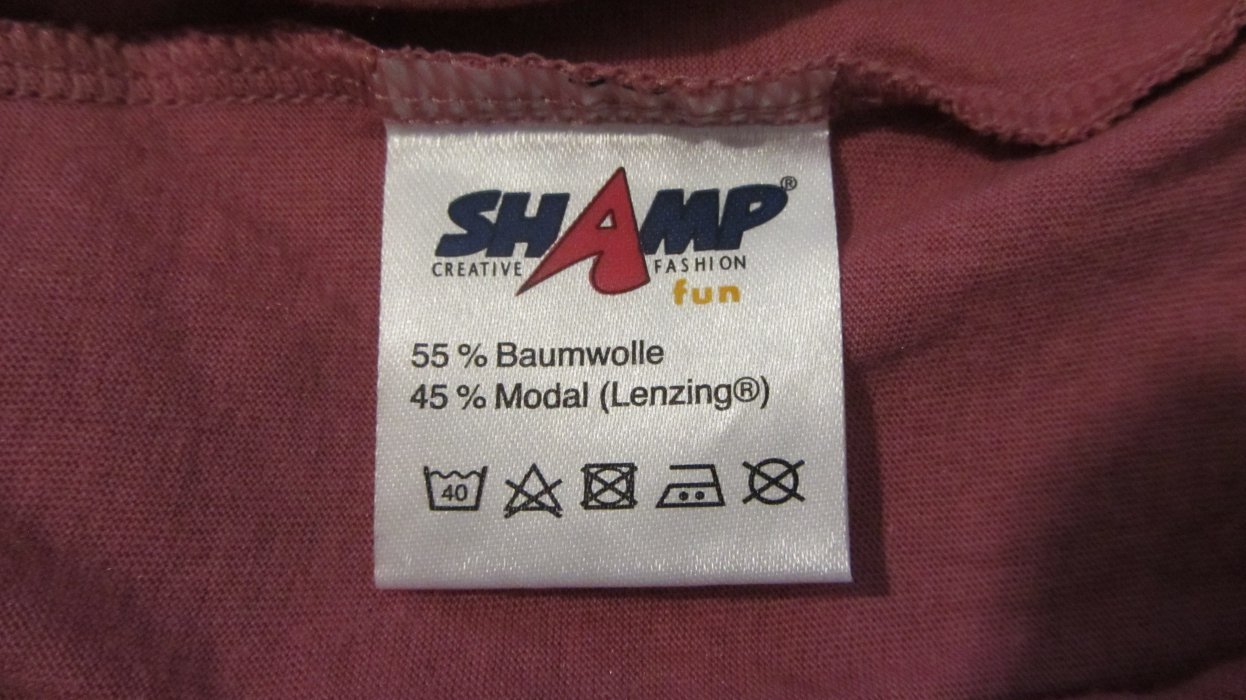 SHAMP®
CREATIVE FASHION
fun
55 % Baumwolle
45 % Modal (Lenzing®)
40